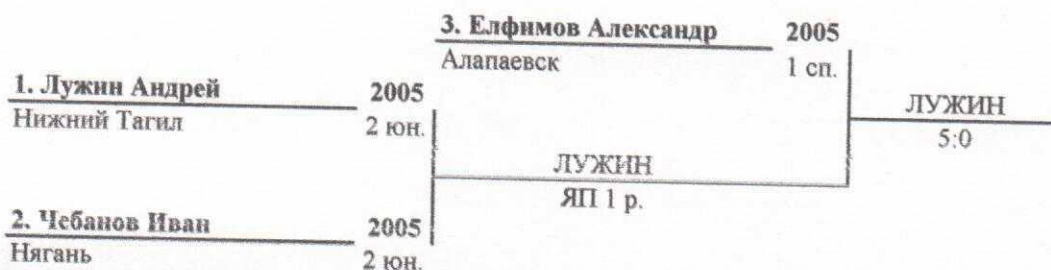 3. Елфимов Александр 2005
Алапаевск 1 сп.
1. Лужин Андрей 2005
Нижний Тагил 2 юн.
ЛУЖИН
5:0
ЛУЖИН
ЯП 1 р.
2. Чебанов Иван 2005
Нягань 2 юн.